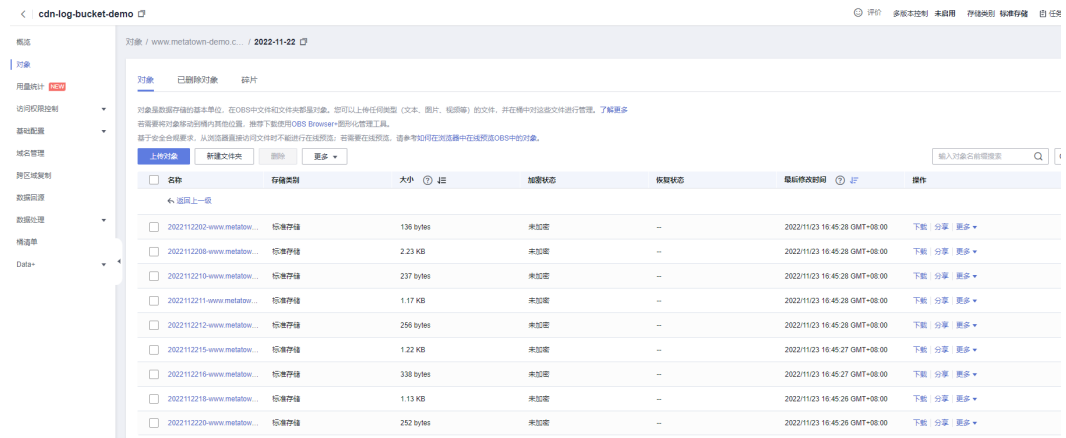 cdn-log-bucket-demo
评价 多版本控制 未启用 存储类别 标准存储 任务
概览
对象
用量统计 NEW
访问权限控制
基础配置
域名管理
跨区域复制
数据回源
数据处理
桶清单
Data+
对象 / www.metatown-demo.c... / 2022-11-22
对象 已删除对象 碎片
对象是数据存储的基本单位，在OBS中文件和文件夹都是对象。您可以上传任何类型（文本、图片、视频等）的文件，并在桶中对这些文件进行管理。了解更多
若需要将对象移动到桶内其他位置，推荐下载使用OBS Browser+图形化管理工具。
基于安全合规要求，从浏览器直接访问文件时不能进行在线预览；若需要在线预览，请参考如何在浏览器中在线预览OBS中的对象。
上传对象 新建文件夹 删除 更多 输入对象名前缀搜索
名称 存储类别 大小 加密状态 恢复状态 最后修改时间 操作
返回上一级
2022112202-www.metatow... 标准存储 136 bytes 未加密 -- 2022/11/23 16:45:28 GMT+08:00 下载 分享 更多
2022112208-www.metatow... 标准存储 2.23 KB 未加密 -- 2022/11/23 16:45:28 GMT+08:00 下载 分享 更多
2022112210-www.metatow... 标准存储 237 bytes 未加密 -- 2022/11/23 16:45:28 GMT+08:00 下载 分享 更多
2022112211-www.metatow... 标准存储 1.17 KB 未加密 -- 2022/11/23 16:45:28 GMT+08:00 下载 分享 更多
2022112212-www.metatow... 标准存储 256 bytes 未加密 -- 2022/11/23 16:45:28 GMT+08:00 下载 分享 更多
2022112215-www.metatow... 标准存储 1.22 KB 未加密 -- 2022/11/23 16:45:27 GMT+08:00 下载 分享 更多
2022112216-www.metatow... 标准存储 338 bytes 未加密 -- 2022/11/23 16:45:27 GMT+08:00 下载 分享 更多
2022112218-www.metatow... 标准存储 1.13 KB 未加密 -- 2022/11/23 16:45:26 GMT+08:00 下载 分享 更多
2022112220-www.metatow... 标准存储 252 bytes 未加密 -- 2022/11/23 16:45:26 GMT+08:00 下载 分享 更多